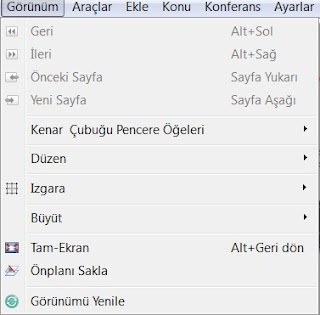 Görünüm Araçlar Ekle Konu Konferans Ayarlar
Geri Alt+Sol
İleri Alt+Sağ
Önceki Sayfa Sayfa Yukarı
Yeni Sayfa Sayfa Aşağı
Kenar Çubuğu Pencere Öğeleri
Düzen
Izgara
Büyüt
Tam-Ekran Alt+Geri dön
Önplanı Sakla
Görünümü Yenile